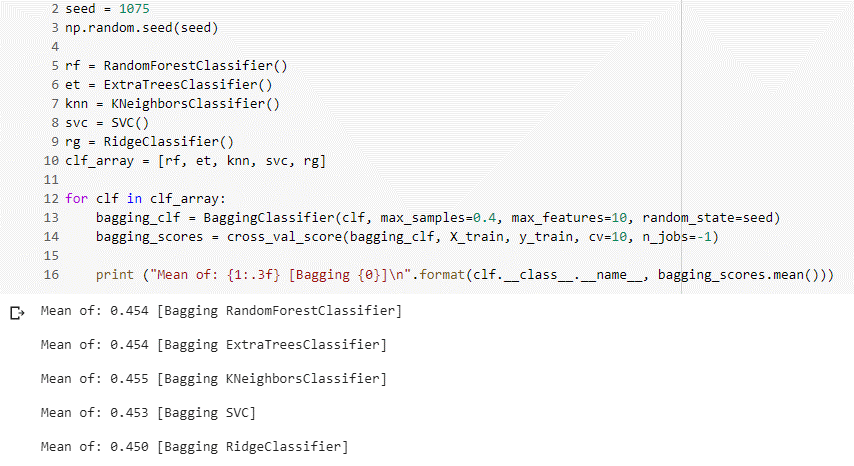 2 seed = 1075
3 np.random.seed(seed)
4
5 rf = RandomForestClassifier()
6 et = ExtraTreesClassifier()
7 knn = KNeighborsClassifier()
8 svc = SVC()
9 rg = RidgeClassifier()
10 clf_array = [rf, et, knn, svc, rg]
11
12 for clf in clf_array:
13     bagging_clf = BaggingClassifier(clf, max_samples=0.4, max_features=10, random_state=seed)
14     bagging_scores = cross_val_score(bagging_clf, X_train, y_train, cv=10, n_jobs=-1)
15
16     print ("Mean of: {1:.3f} [Bagging {0}]\n".format(clf.__class__.__name__, bagging_scores.mean()))
Mean of: 0.454 [Bagging RandomForestClassifier]
Mean of: 0.454 [Bagging ExtraTreesClassifier]
Mean of: 0.455 [Bagging KNeighborsClassifier]
Mean of: 0.453 [Bagging SVC]
Mean of: 0.450 [Bagging RidgeClassifier]